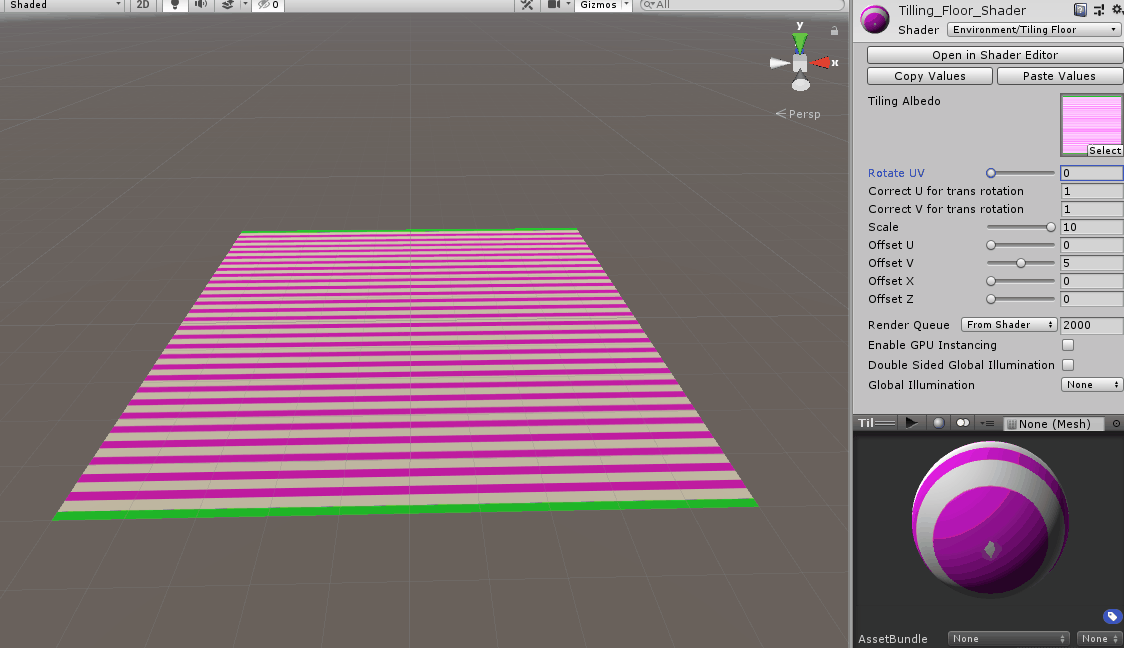 Shaded
2D
0
Gizmos
All
y
x
Persp
Tilling_Floor_Shader
Shader
Environment/Tiling Floor
Open in Shader Editor
Copy Values
Paste Values
Tiling Albedo
Select
Rotate UV
0
Correct U for trans rotation
1
Correct V for trans rotation
1
Scale
10
Offset U
0
Offset V
5
Offset X
0
Offset Z
0
Render Queue
From Shader
2000
Enable GPU Instancing
Double Sided Global Illumination
Global Illumination
None
Til
None (Mesh)
AssetBundle
None
None